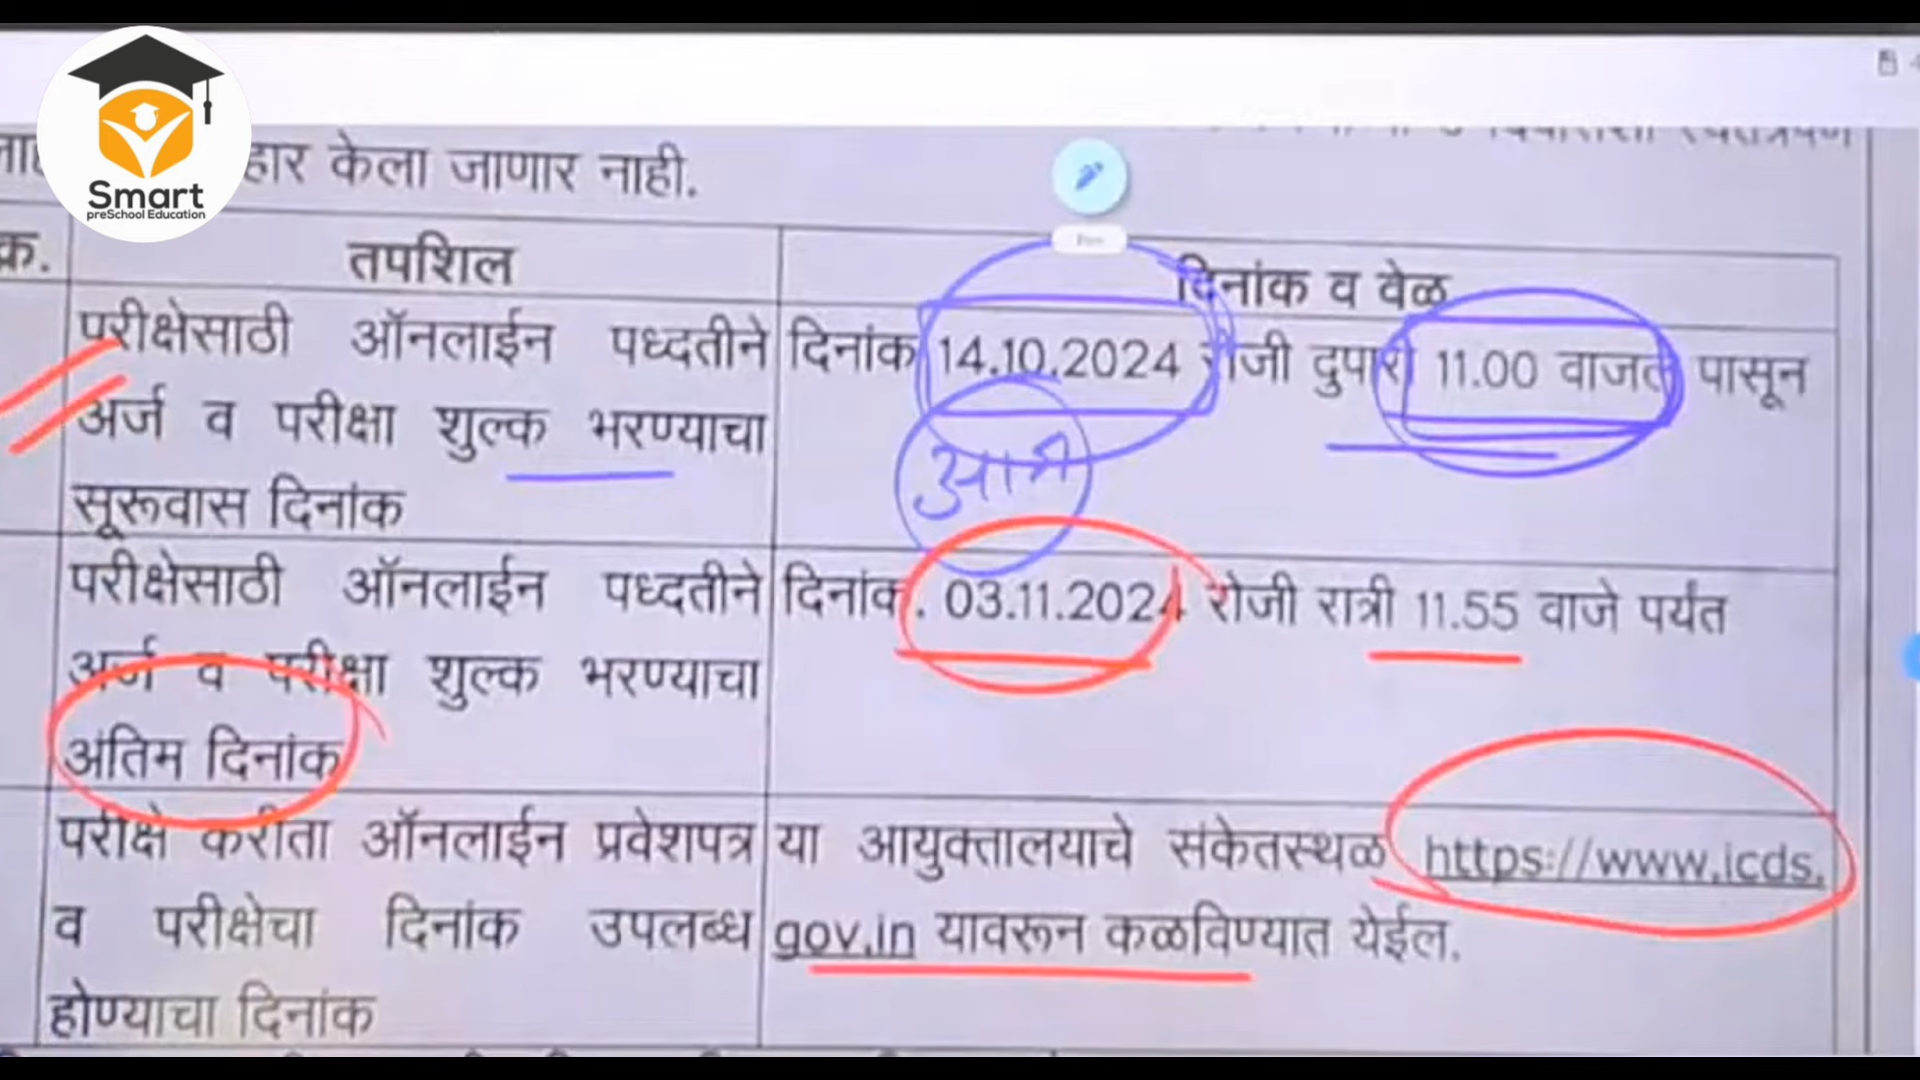 Smart
preSchool Education
केला जाणार नाही.
क्र. तपशिल दिनांक व वेळ
परीक्षेसाठी ऑनलाईन पध्दतीने दिनांक 14.10.2024 रोजी दुपारी 11.00 वाजता पासून
अर्ज व परीक्षा शुल्क भरण्याचा
सूरूवास दिनांक
परीक्षेसाठी ऑनलाईन पध्दतीने दिनांक. 03.11.2024 रोजी रात्री 11.55 वाजे पर्यंत
अर्ज व परीक्षा शुल्क भरण्याचा
अंतिम दिनांक
परीक्षे करीता ऑनलाईन प्रवेशपत्र या आयुक्तालयाचे संकेतस्थळ https://www.icds.
व परीक्षेचा दिनांक उपलब्ध gov.in यावरून कळविण्यात येईल.
होण्याचा दिनांक